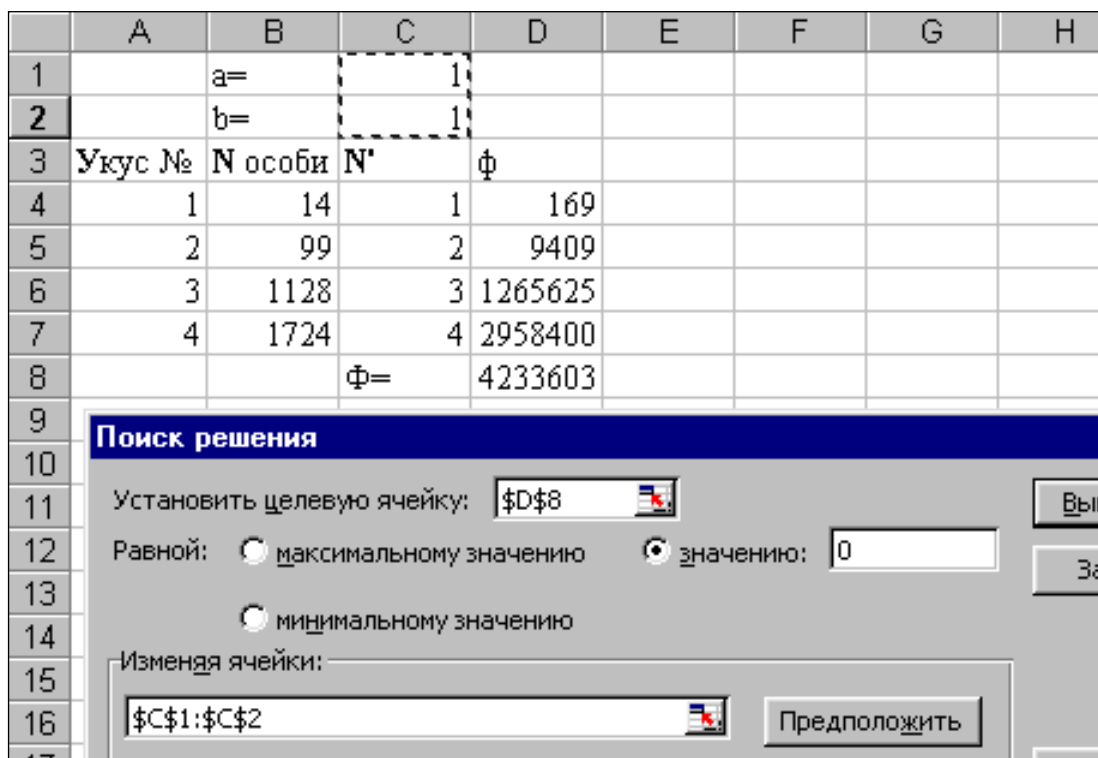 A B C D E F G H
1 a= 1
2 b= 1
3 Укус № N особи N' ф
4 1 14 1 169
5 2 99 2 9409
6 3 1128 3 1265625
7 4 1724 4 2958400
8 Ф= 4233603
9
Поиск решения
10
11 Установить целевую ячейку: $D$8
12 Равной: максимальному значению значению: 0
13
14 минимальному значению
15 Изменяя ячейки:
16 $C$1:$C$2 Предположить